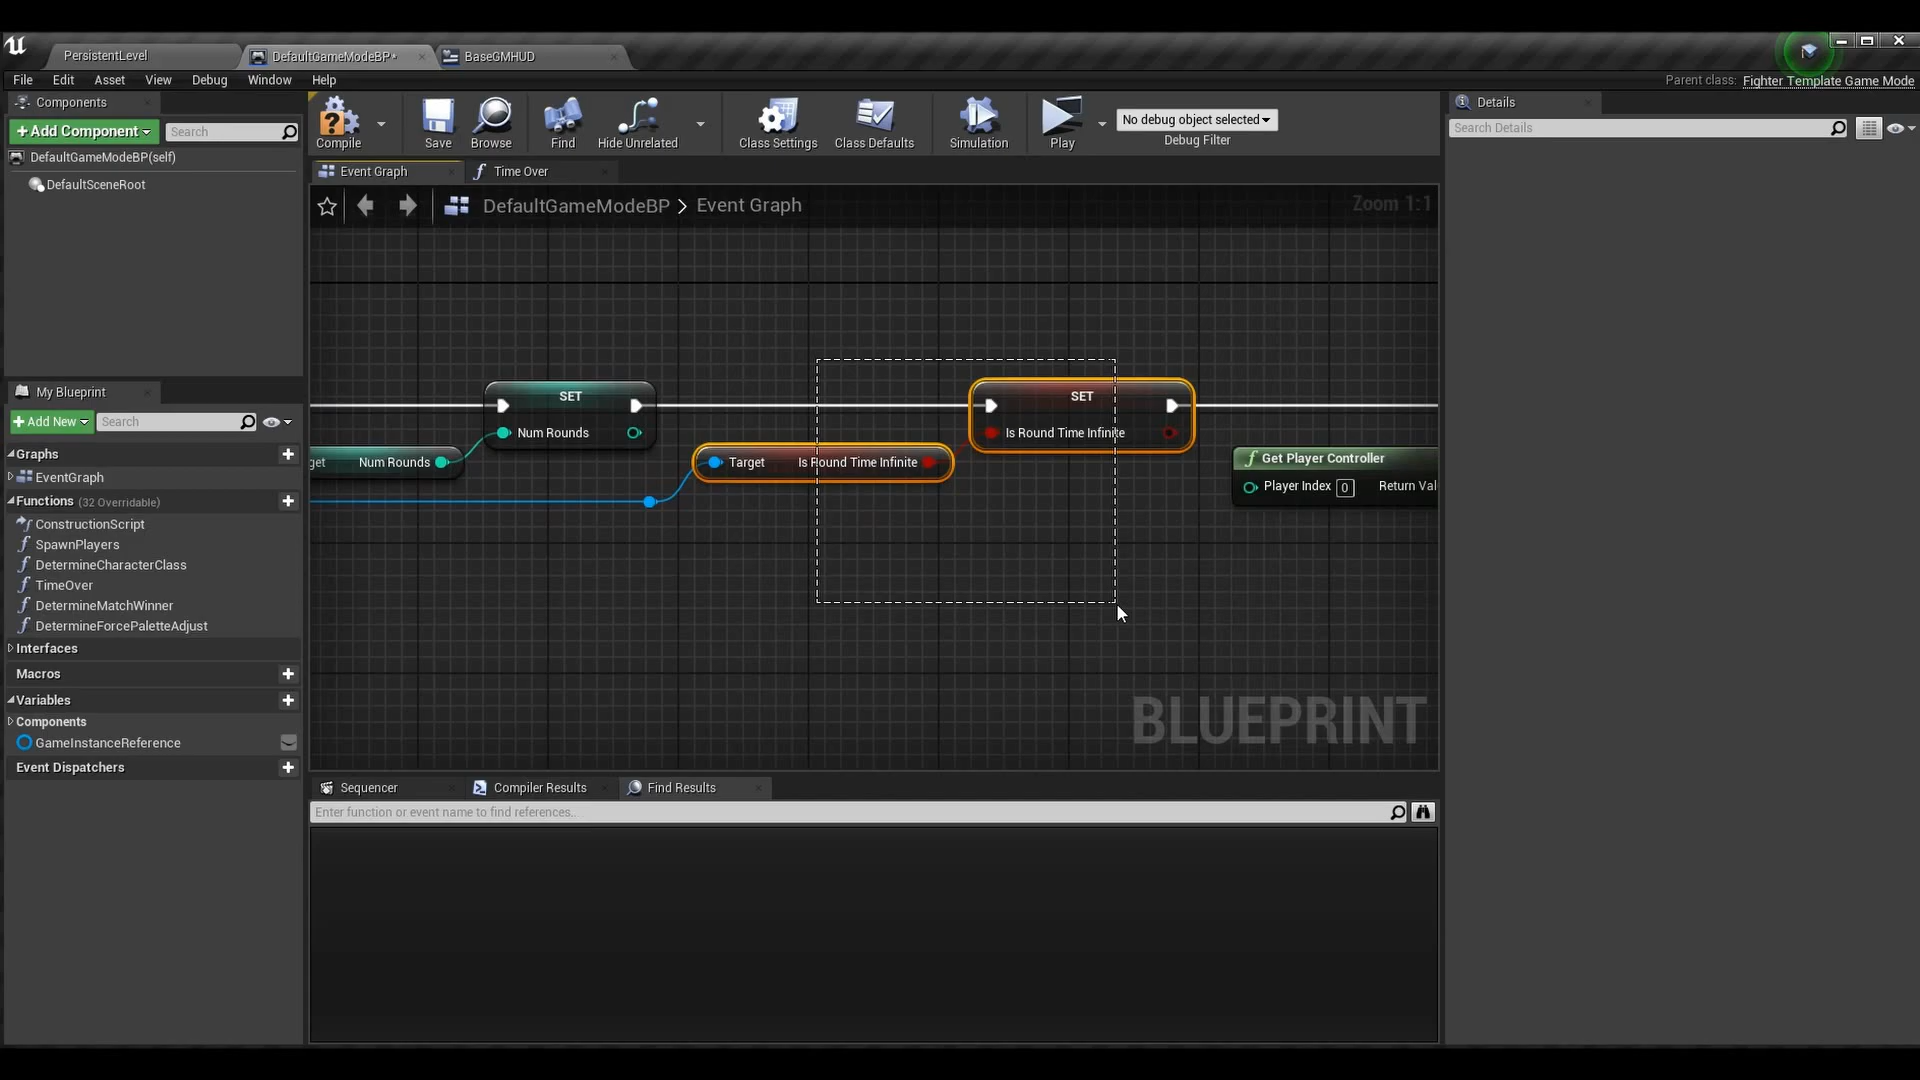 PersistentLevel
DefaultGameModeBP*
BaseGMHUD
File Edit Asset View Debug Window Help
Parent class: Fighter Template Game Mode
Components
+Add Component
Search
DefaultGameModeBP(self)
DefaultSceneRoot
Compile
Save
Browse
Find
Hide Unrelated
Class Settings
Class Defaults
Simulation
Play
No debug object selected
Debug Filter
Details
Search Details
Event Graph
Time Over
DefaultGameModeBP > Event Graph
Zoom 1:1
SET
Num Rounds
get Num Rounds
Target Is Round Time Infinite
SET
Is Round Time Infinite
Get Player Controller
Player Index 0 Return Val
BLUEPRINT
My Blueprint
+Add New
Search
Graphs
EventGraph
Functions (32 Overridable)
ConstructionScript
SpawnPlayers
DetermineCharacterClass
TimeOver
DetermineMatchWinner
DetermineForcePaletteAdjust
Interfaces
Macros
Variables
Components
GameInstanceReference
Event Dispatchers
Sequencer
Compiler Results
Find Results
Enter function or event name to find references...